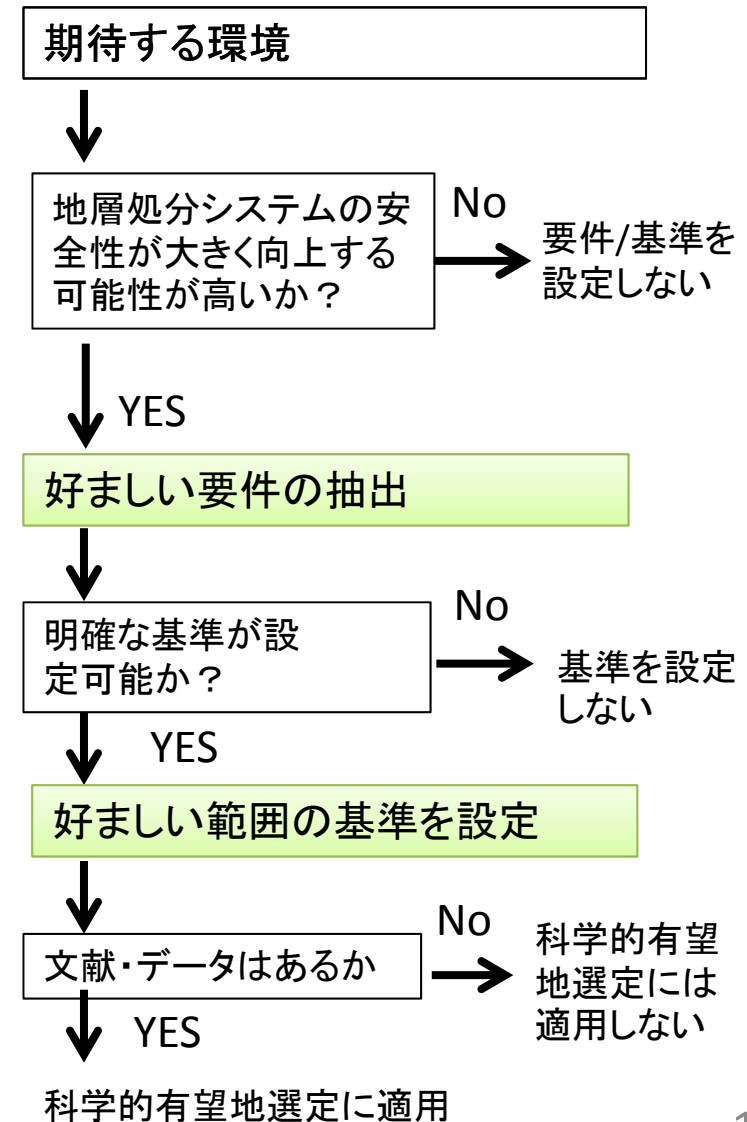 期待する環境
地層処分システムの安
全性が大きく向上する
可能性が高いか？
No
要件/基準を
設定しない
YES
好ましい要件の抽出
明確な基準が設
定可能か？
No
基準を設定
しない
YES
好ましい範囲の基準を設定
文献・データはあるか
No
科学的有望
地選定には
適用しない
YES
科学的有望地選定に適用